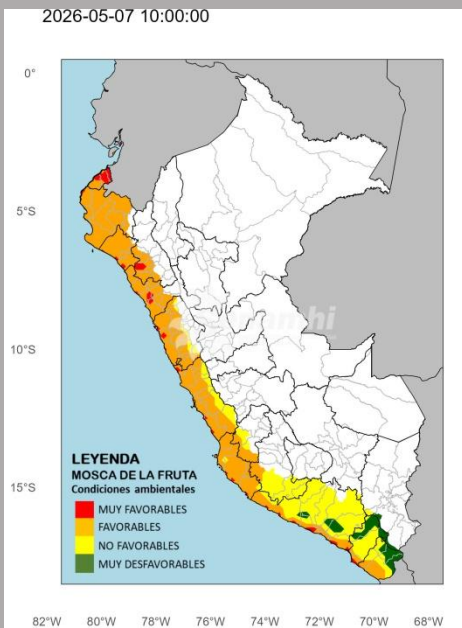 2026-05-07 10:00:00
0°
5°S
10°S
15°S
LEYENDA
MOSCA DE LA FRUTA
Condiciones ambientales
MUY FAVORABLES
FAVORABLES
NO FAVORABLES
MUY DESFAVORABLES
82°W 80°W 78°W 76°W 74°W 72°W 70°W 68°W